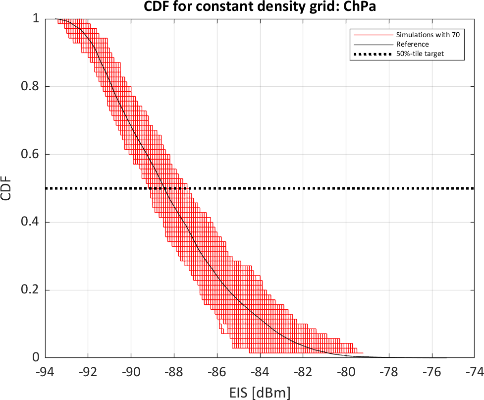 CDF for constant density grid: ChPa
Simulations with 70
Reference
50%-tile target
CDF
1
0.8
0.6
0.4
0.2
0
-94 -92 -90 -88 -86 -84 -82 -80 -78 -76 -74
EIS [dBm]